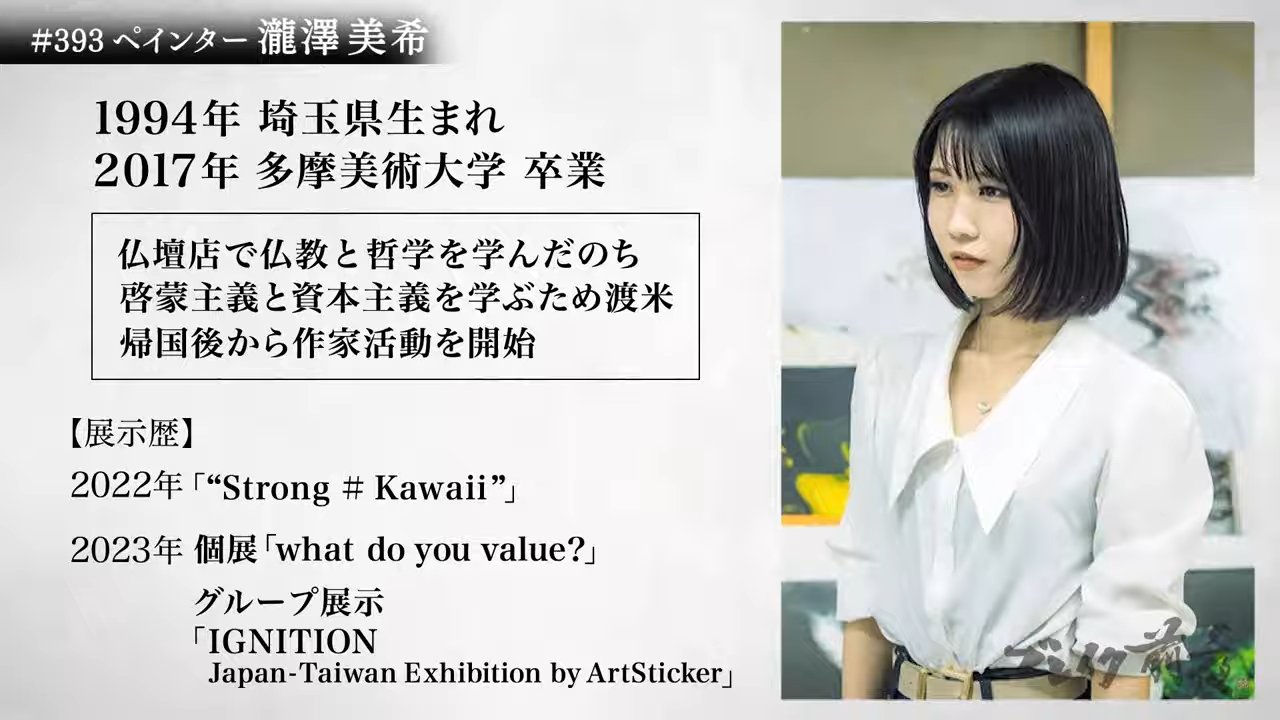 #393 ペインター 瀧澤美希
1994年 埼玉県生まれ
2017年 多摩美術大学 卒業
仏壇店で仏教と哲学を学んだのち
啓蒙主義と資本主義を学ぶため渡米
帰国後から作家活動を開始
【展示歴】
2022年「“Strong # Kawaii”」
2023年 個展「what do you value?」
グループ展示
「IGNITION
Japan-Taiwan Exhibition by ArtSticker」
ブレイク前